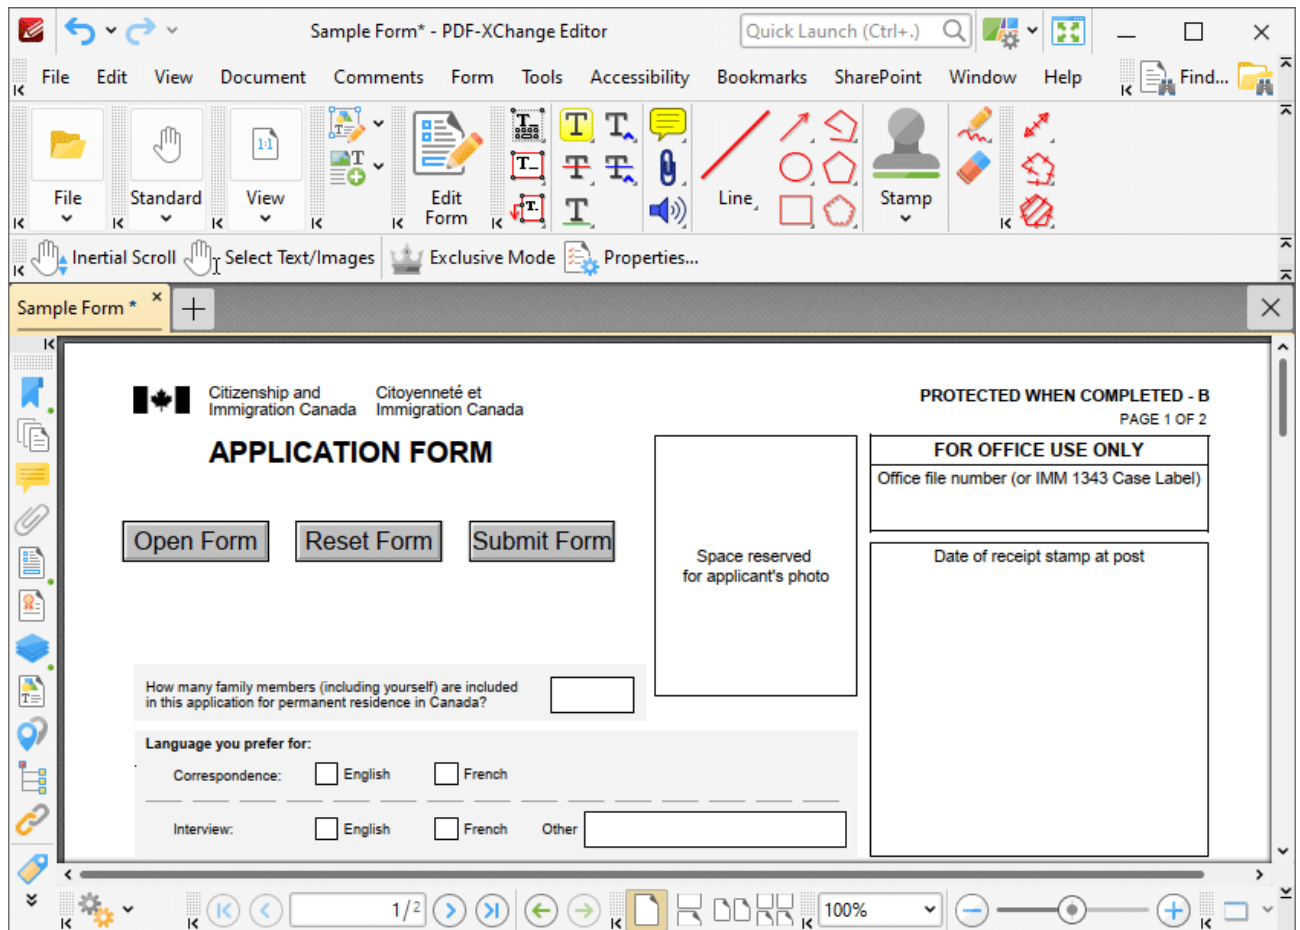 Sample Form* - PDF-XChange Editor
Quick Launch (Ctrl+.)
File Edit View Document Comments Form Tools Accessibility Bookmarks SharePoint Window Help Find...
File
Standard
View
1:1
Edit Form
Line
Stamp
Inertial Scroll Select Text/Images Exclusive Mode Properties...
Sample Form *
Citizenship and Immigration Canada
Citoyenneté et Immigration Canada
PROTECTED WHEN COMPLETED - B
PAGE 1 OF 2
APPLICATION FORM
FOR OFFICE USE ONLY
Office file number (or IMM 1343 Case Label)
Open Form Reset Form Submit Form
Space reserved
for applicant's photo
Date of receipt stamp at post
How many family members (including yourself) are included
in this application for permanent residence in Canada?
Language you prefer for:
Correspondence: English French
Interview: English French Other
1/2
100%